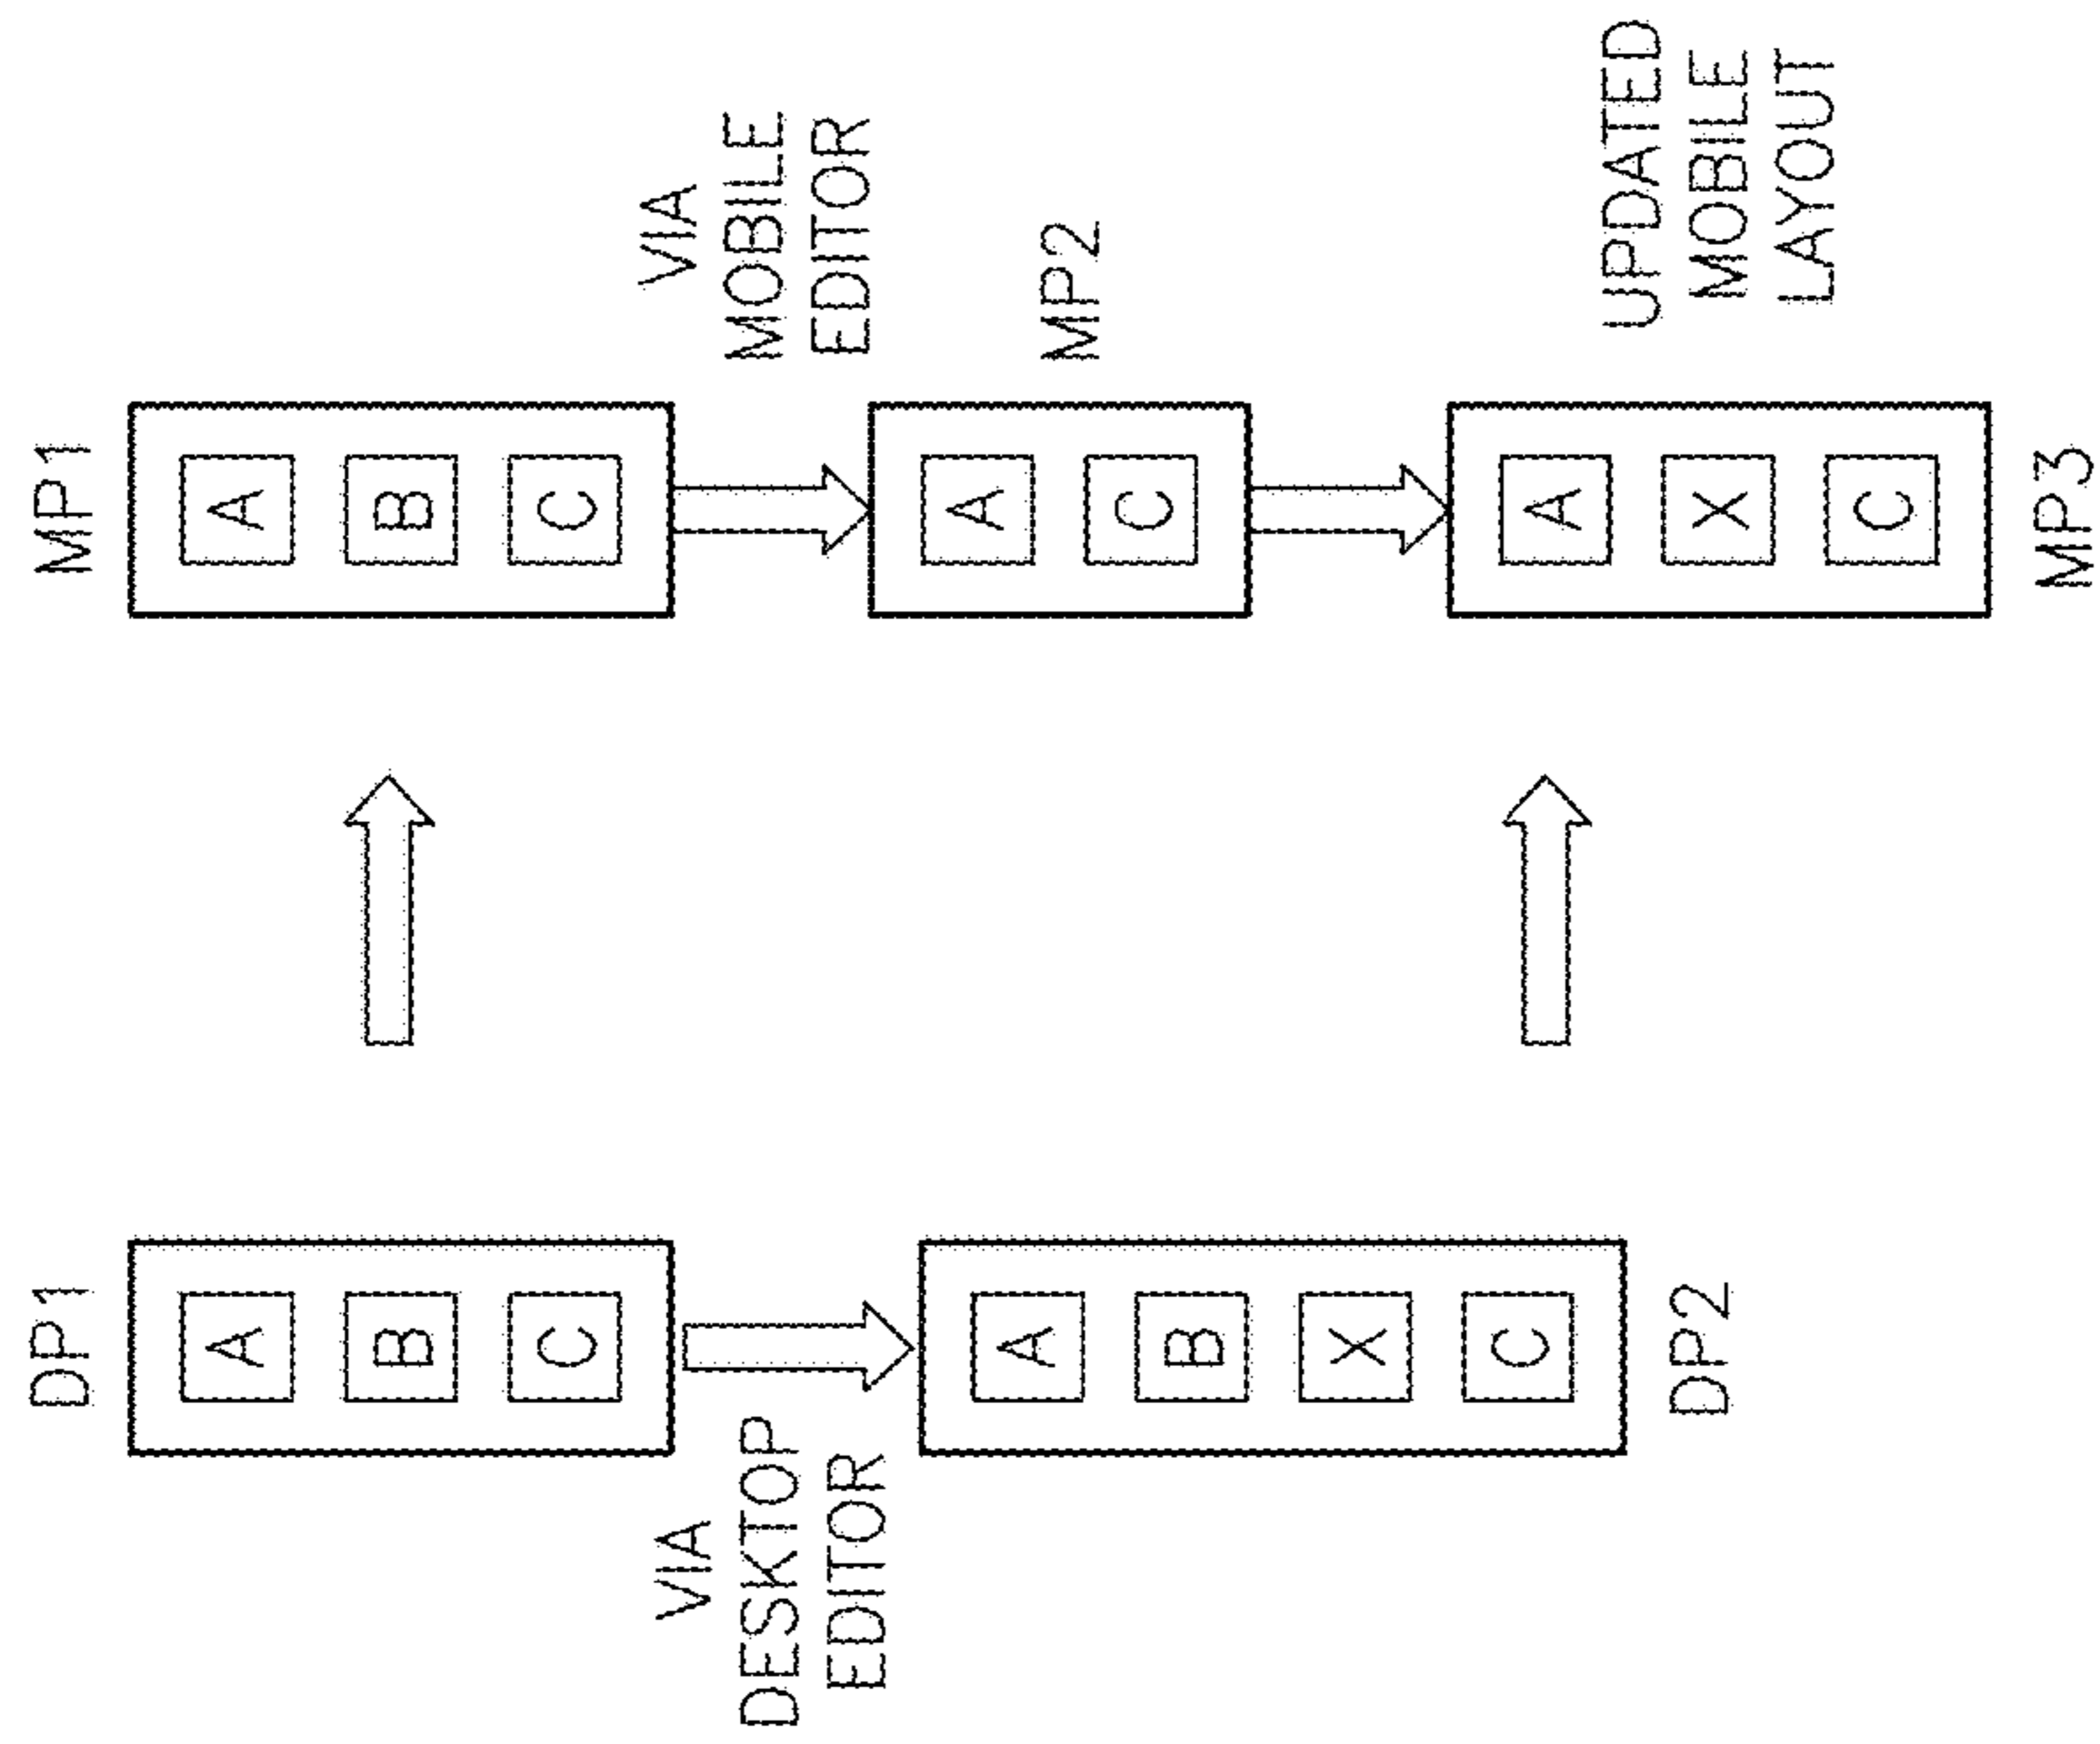 DP1
A
B
C
VIA
DESKTOP
EDITOR
A
B
X
C
DP2
MP1
A
B
C
VIA
MOBILE
EDITOR
A
C
MP2
A
X
C
UPDATED
MOBILE
LAYOUT
MP3